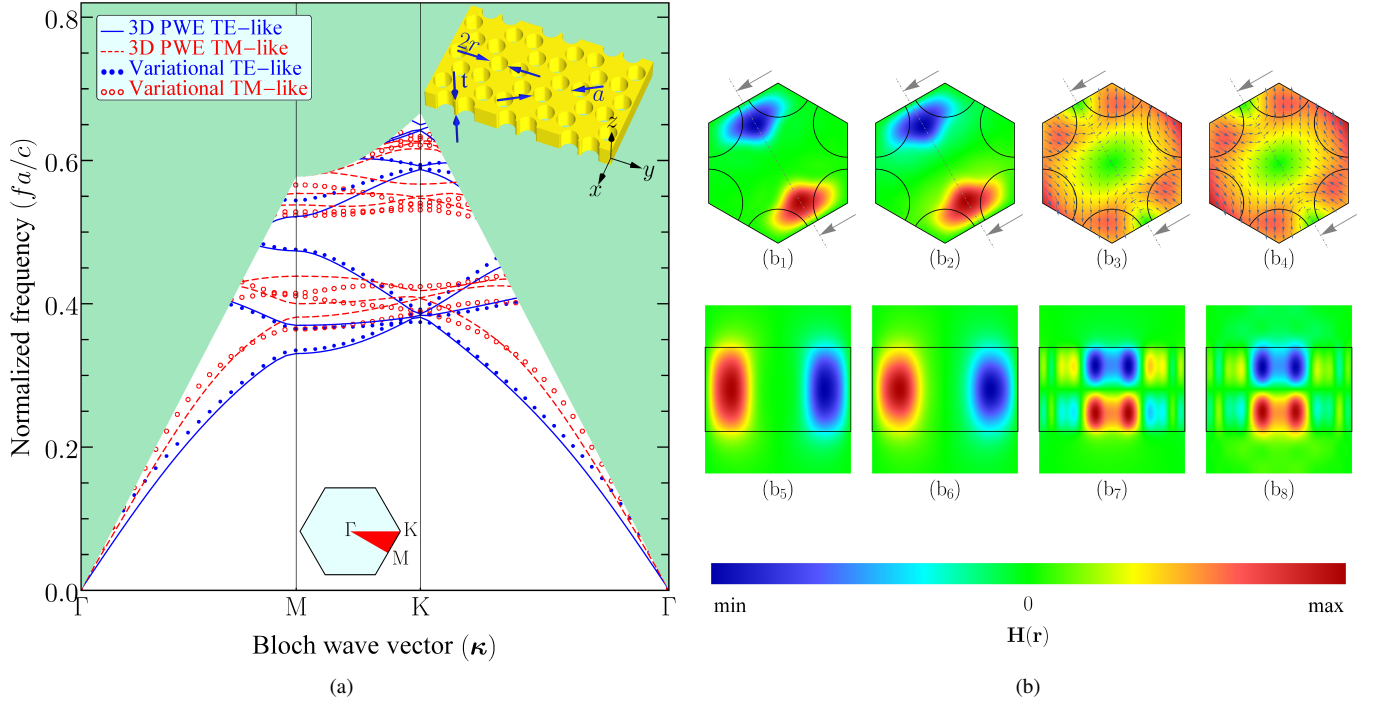 3D PWE TE−like
3D PWE TM−like
Variational TE−like
Variational TM−like
2r
t
a
z
y
x
0.8
0.6
0.4
0.2
0.0
Normalized frequency (fa/c)
Γ
K
M
Γ M K Γ
Bloch wave vector (κ)
(a)
(b1) (b2) (b3) (b4)
(b5) (b6) (b7) (b8)
min 0 max
H(r)
(b)